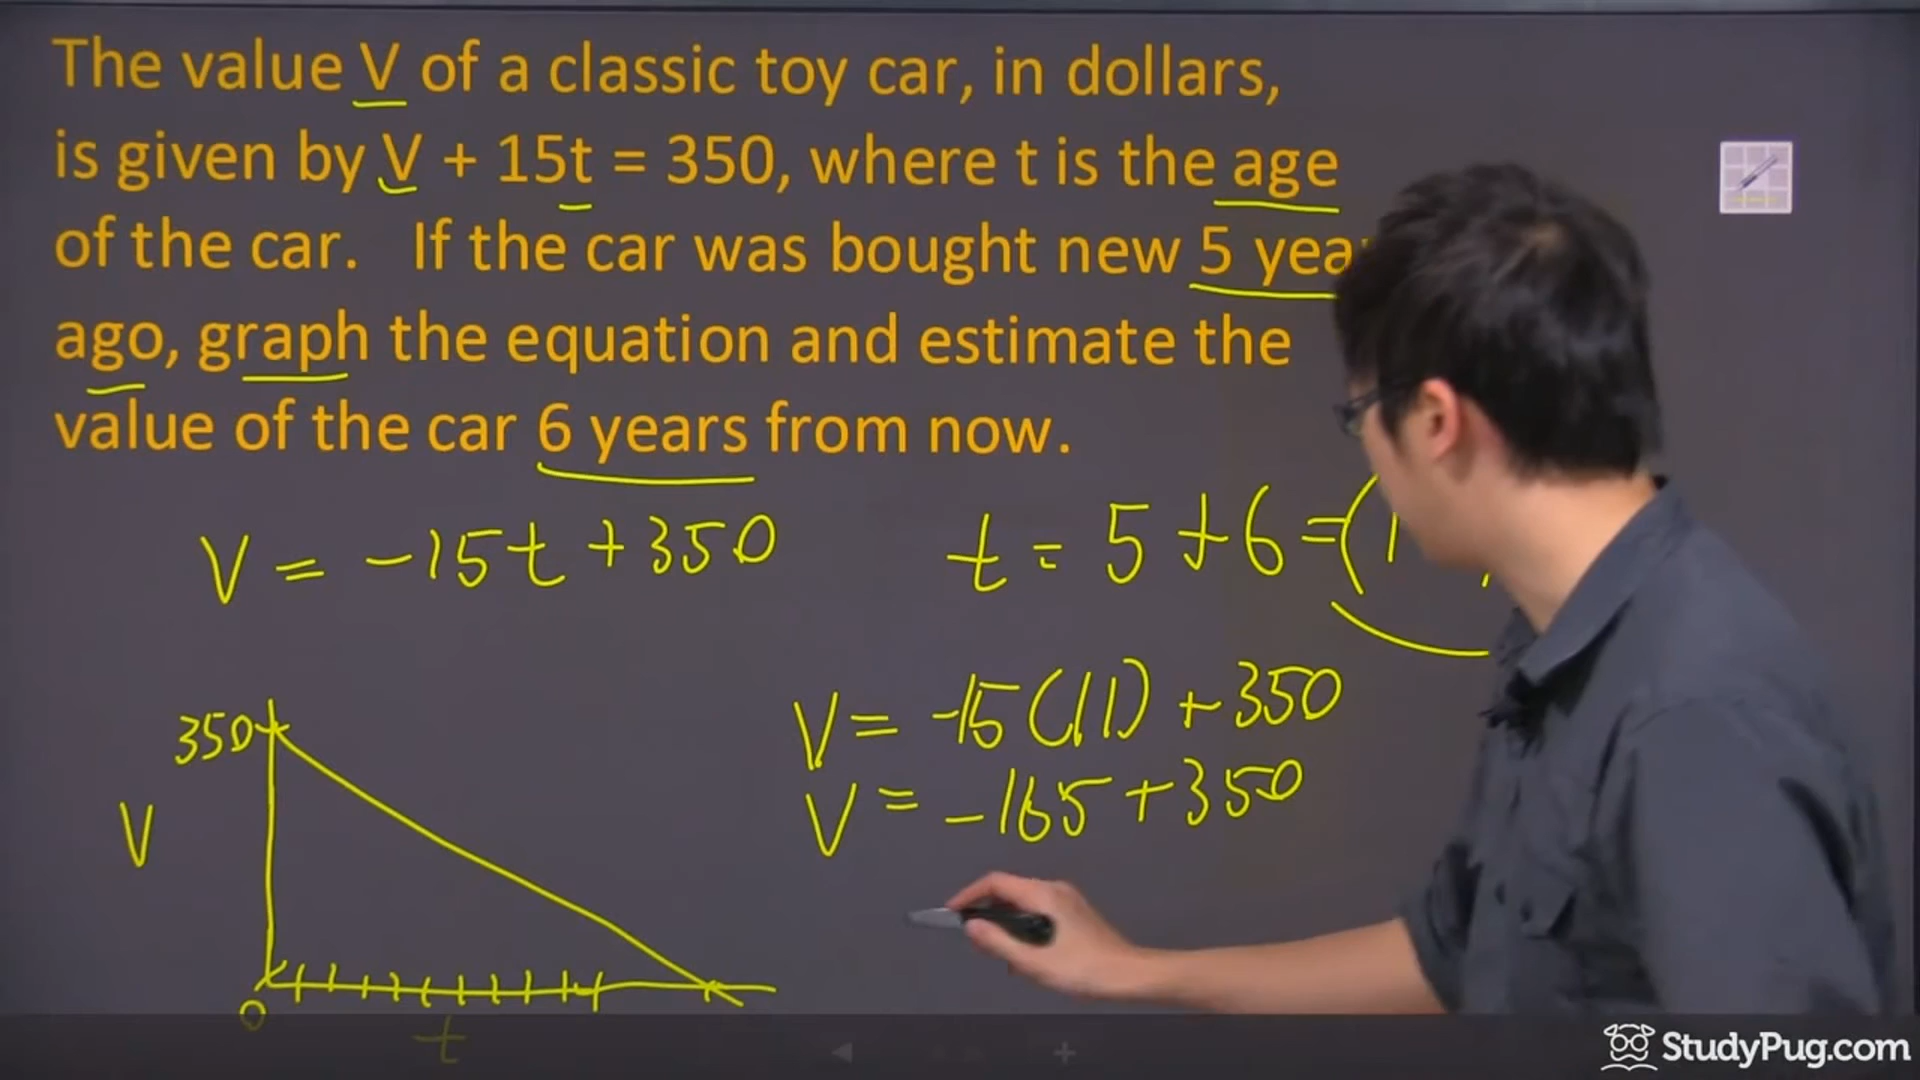 The value V of a classic toy car, in dollars,
is given by V + 15t = 350, where t is the age
of the car. If the car was bought new 5 yea
ago, graph the equation and estimate the
value of the car 6 years from now.
V = -15t + 350
t = 5 + 6 = (1
V = -15(11) + 350
V = -165 + 350
350
V
0
t
StudyPug.com